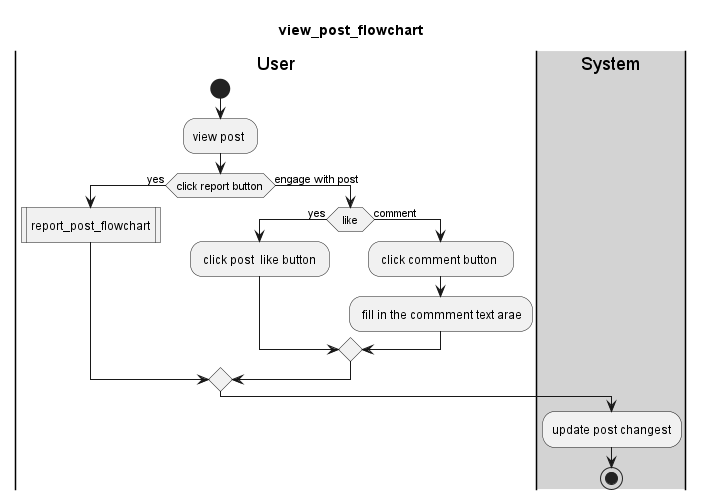 view_post_flowchart
User
System
view post
yes
click report button
engage with post
report_post_flowchart
yes
like
comment
click post like button
click comment button
fill in the commment text arae
update post changest